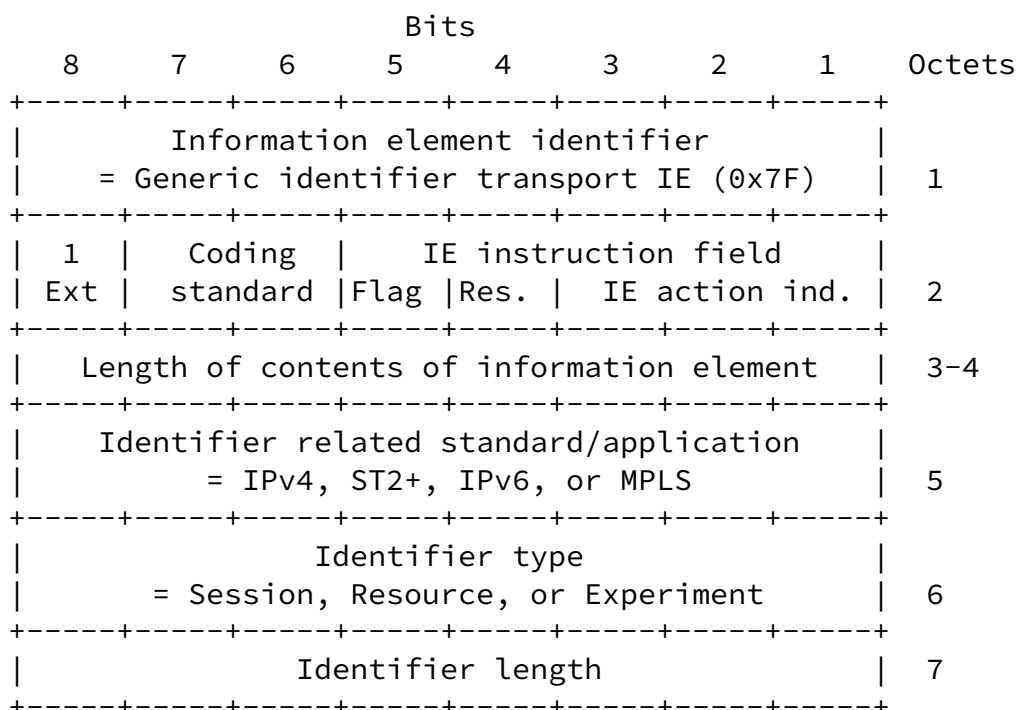 Bits
8 7 6 5 4 3 2 1 Octets
+-----+-----+-----+-----+-----+-----+-----+-----+
| Information element identifier |
| = Generic identifier transport IE (0x7F) | 1
+-----+-----+-----+-----+-----+-----+-----+-----+
| 1 | Coding | IE instruction field |
| Ext | standard |Flag |Res. | IE action ind. | 2
+-----+-----+-----+-----+-----+-----+-----+-----+
| Length of contents of information element | 3-4
+-----+-----+-----+-----+-----+-----+-----+-----+
| Identifier related standard/application |
| = IPv4, ST2+, IPv6, or MPLS | 5
+-----+-----+-----+-----+-----+-----+-----+-----+
| Identifier type |
| = Session, Resource, or Experiment | 6
+-----+-----+-----+-----+-----+-----+-----+-----+
| Identifier length | 7
+-----+-----+-----+-----+-----+-----+-----+-----+